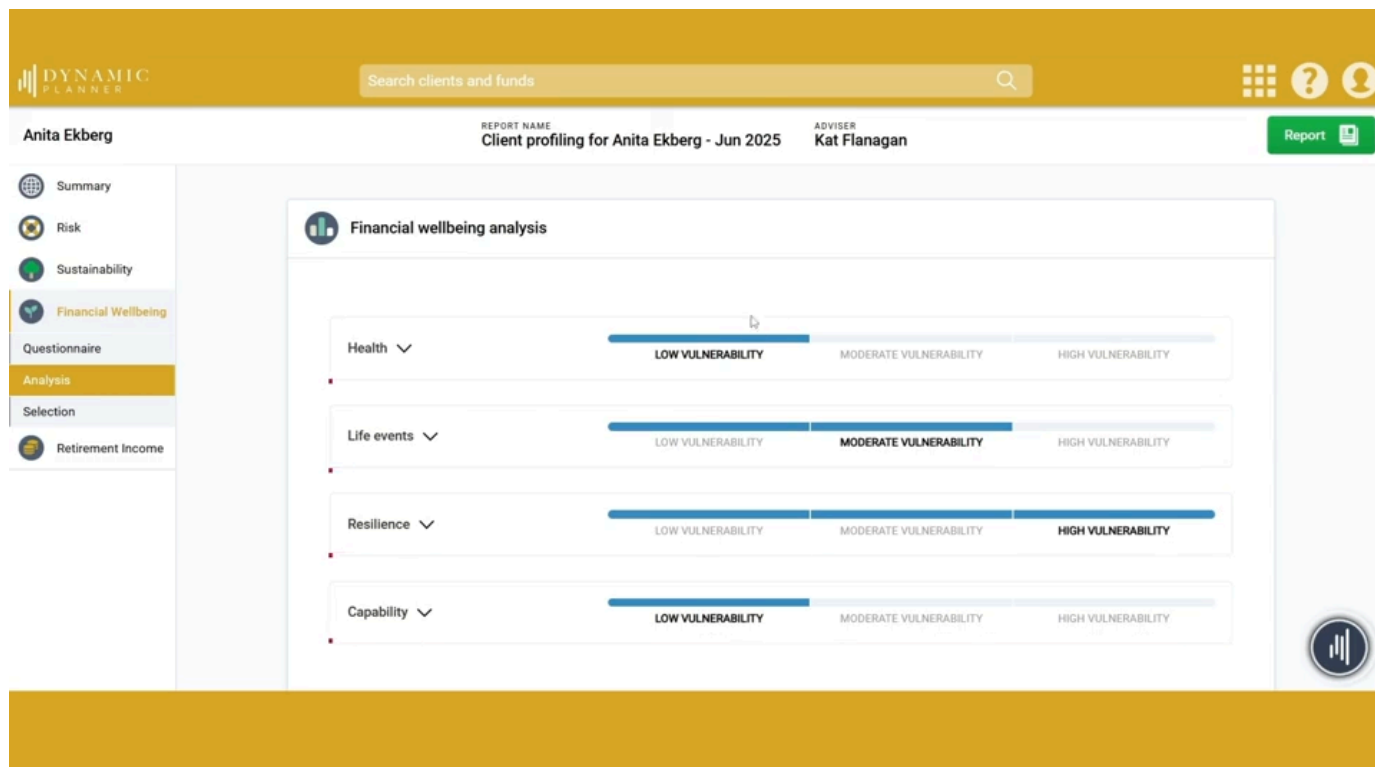 DYNAMIC
PLANNER
Search clients and funds
Anita Ekberg
REPORT NAME
Client profiling for Anita Ekberg - Jun 2025
ADVISER
Kat Flanagan
Report
Summary
Risk
Sustainability
Financial Wellbeing
Questionnaire
Analysis
Selection
Retirement Income
Financial wellbeing analysis
Health
LOW VULNERABILITY MODERATE VULNERABILITY HIGH VULNERABILITY
Life events
LOW VULNERABILITY MODERATE VULNERABILITY HIGH VULNERABILITY
Resilience
LOW VULNERABILITY MODERATE VULNERABILITY HIGH VULNERABILITY
Capability
LOW VULNERABILITY MODERATE VULNERABILITY HIGH VULNERABILITY